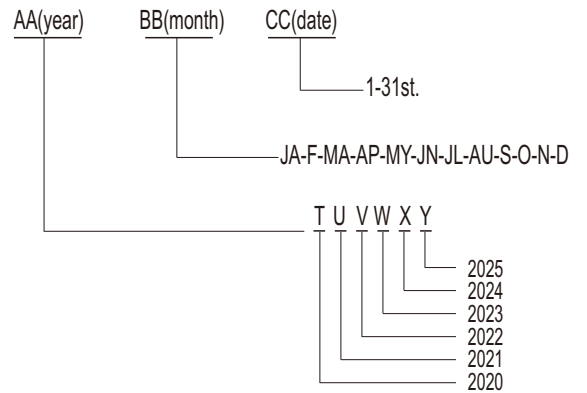 AA(year) BB(month) CC(date)
1-31st.
JA-F-MA-AP-MY-JN-JL-AU-S-O-N-D
T U V W X Y
2025
2024
2023
2022
2021
2020